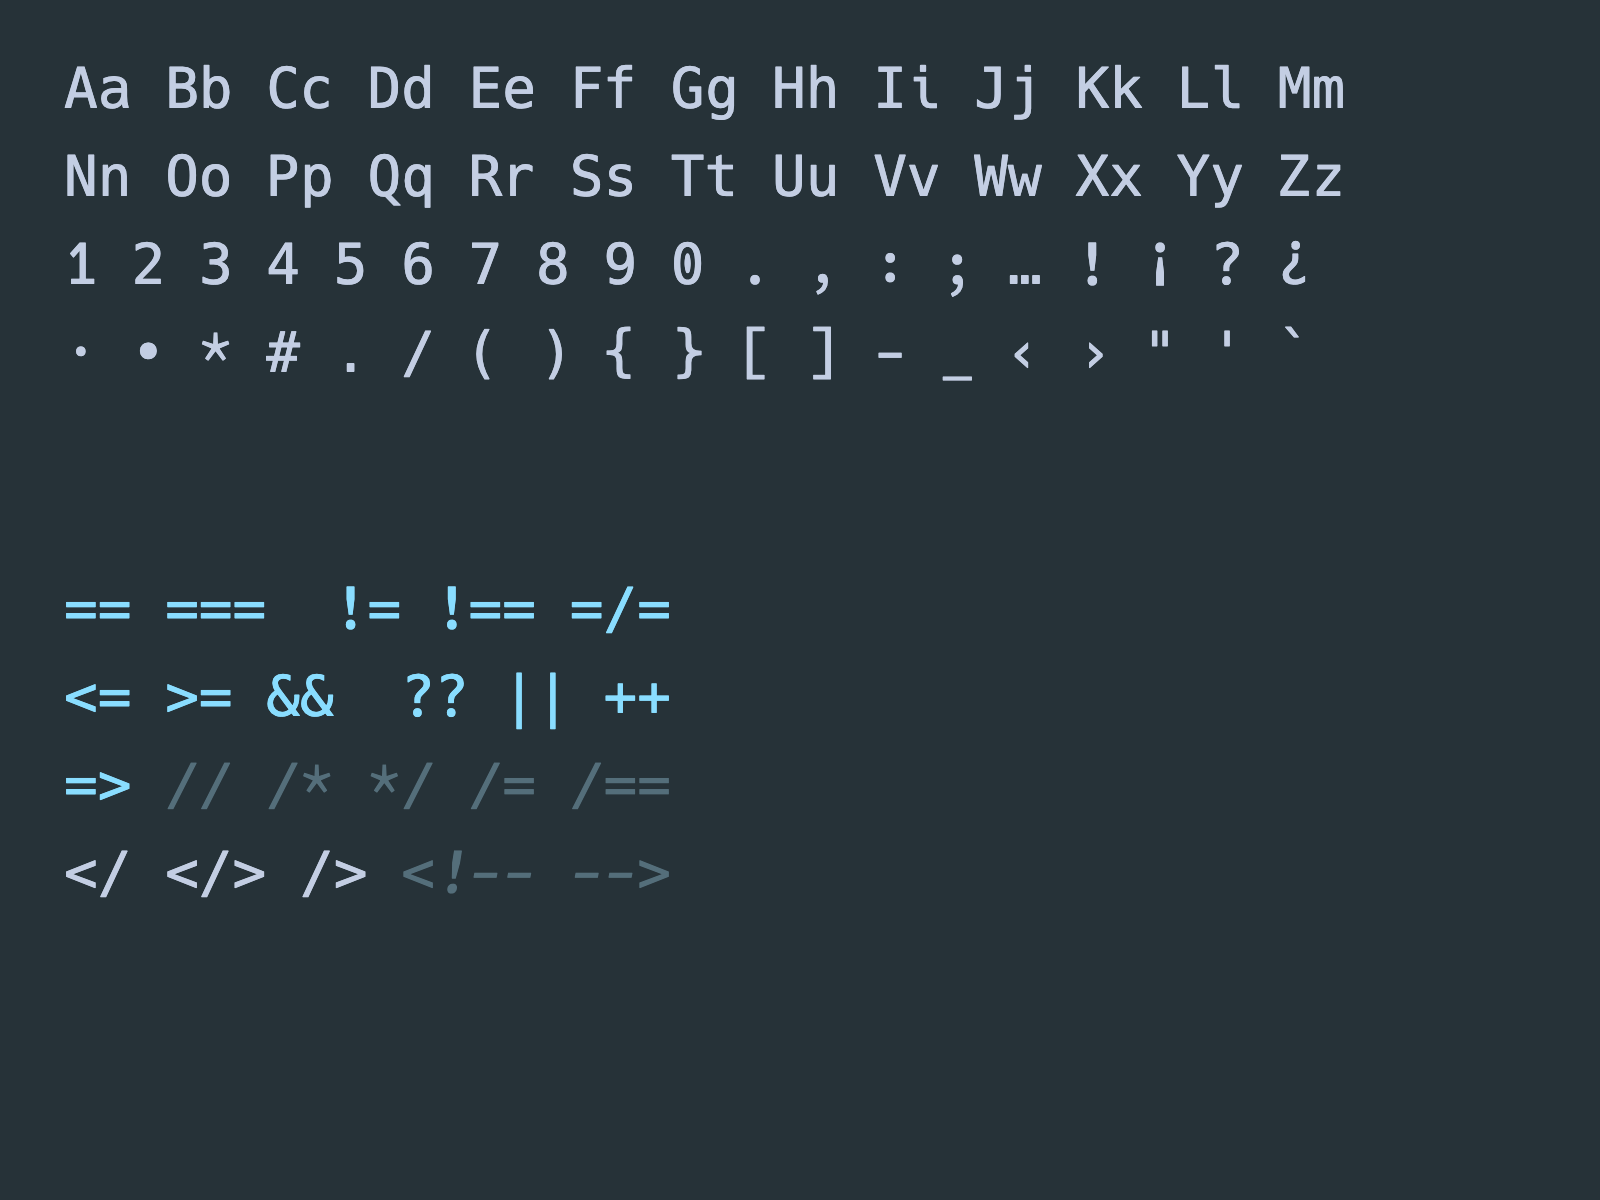 Aa Bb Cc Dd Ee Ff Gg Hh Ii Jj Kk Ll Mm
Nn Oo Pp Qq Rr Ss Tt Uu Vv Ww Xx Yy Zz
1 2 3 4 5 6 7 8 9 0 . , : ; … ! ¡ ? ¿
· • * # . / ( ) { } [ ] - _ ‹ › " ' `
== ===  != !== =/=
<= >= &&  ?? || ++
=> // /* */ /= /==
</ </> /> <!-- -->